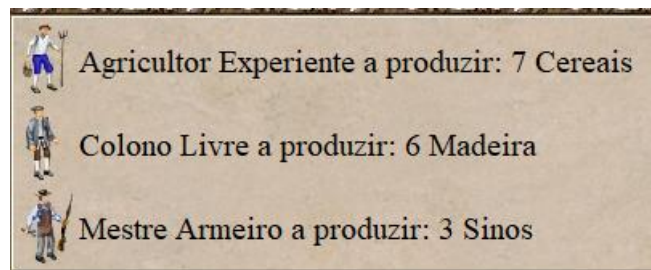 Agricultor Experiente a produzir: 7 Cereais
Colono Livre a produzir: 6 Madeira
Mestre Armeiro a produzir: 3 Sinos